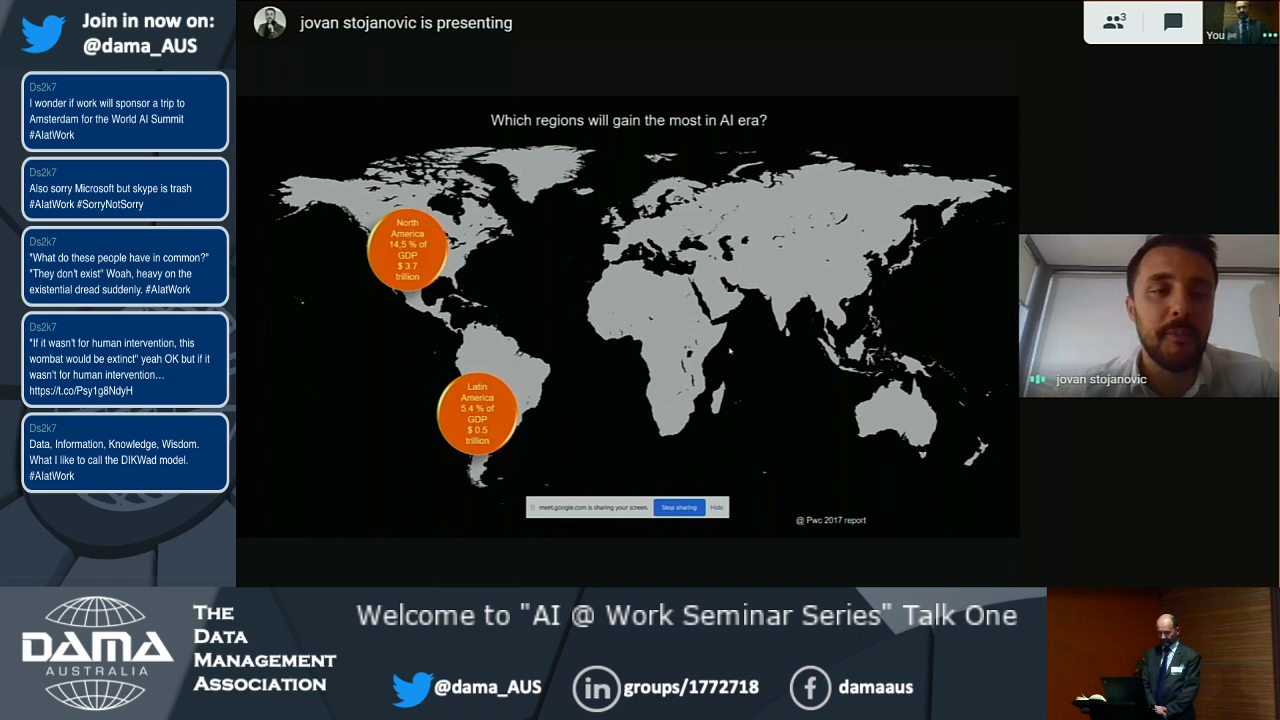 Join in now on:
@dama_AUS
Ds2k7
I wonder if work will sponsor a trip to
Amsterdam for the World AI Summit
#AIatWork
Ds2k7
Also sorry Microsoft but skype is trash
#AIatWork #SorryNotSorry
Ds2k7
"What do these people have in common?"
"They don't exist" Woah, heavy on the
existential dread suddenly. #AIatWork
Ds2k7
"If it wasn't for human intervention, this
wombat would be extinct" yeah OK but if it
wasn't for human intervention…
https://t.co/Psy1g8NdyH
Ds2k7
Data, Information, Knowledge, Wisdom.
What I like to call the DIKWad model.
#AIatWork
jovan stojanovic is presenting
3
You
Which regions will gain the most in AI era?
North
America
14,5 % of
GDP
$ 3.7
trillion
Latin
America
5.4 % of
GDP
$ 0.5
trillion
meet.google.com is sharing your screen.
Stop sharing
Hide
@ Pwc 2017 report
jovan stojanovic
DAMA
AUSTRALIA
THE
DATA
MANAGEMENT
ASSOCIATION
Welcome to "AI @ Work Seminar Series" Talk One
@dama_AUS
in groups/1772718
f damaaus